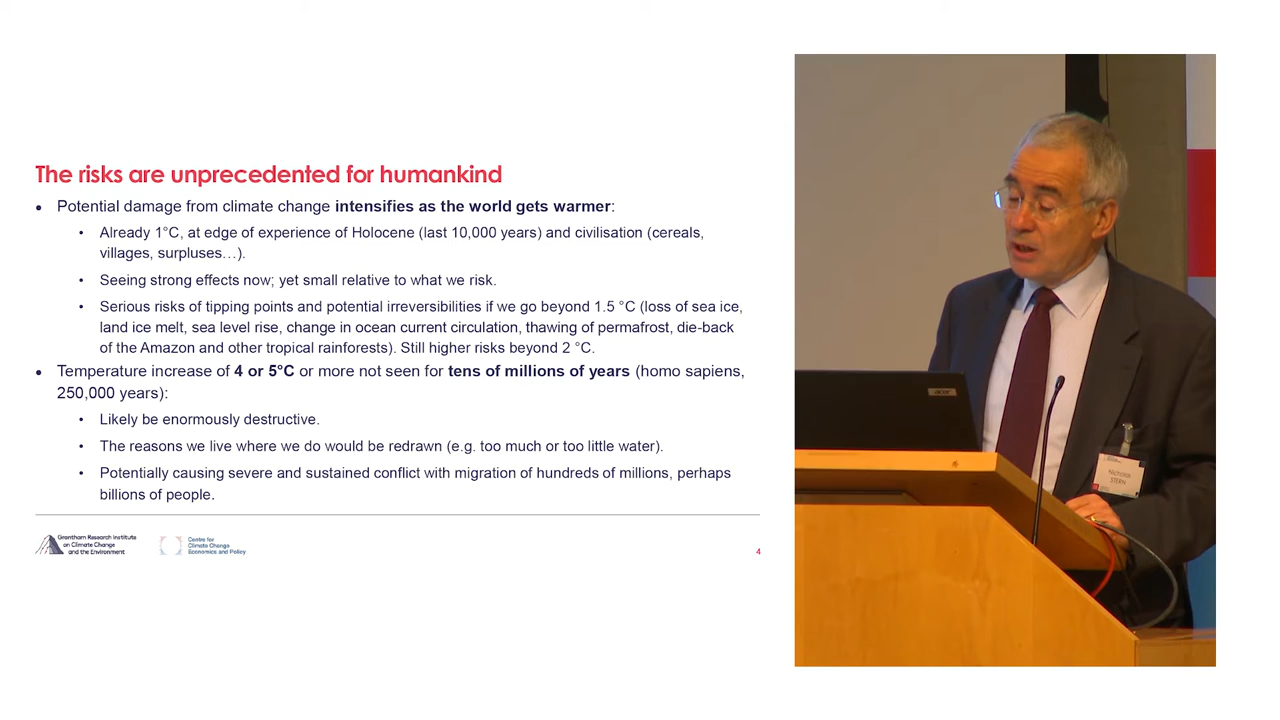 The risks are unprecedented for humankind
• Potential damage from climate change intensifies as the world gets warmer:
• Already 1°C, at edge of experience of Holocene (last 10,000 years) and civilisation (cereals,
villages, surpluses…).
• Seeing strong effects now; yet small relative to what we risk.
• Serious risks of tipping points and potential irreversibilities if we go beyond 1.5 °C (loss of sea ice,
land ice melt, sea level rise, change in ocean current circulation, thawing of permafrost, die-back
of the Amazon and other tropical rainforests). Still higher risks beyond 2 °C.
• Temperature increase of 4 or 5°C or more not seen for tens of millions of years (homo sapiens,
250,000 years):
• Likely be enormously destructive.
• The reasons we live where we do would be redrawn (e.g. too much or too little water).
• Potentially causing severe and sustained conflict with migration of hundreds of millions, perhaps
billions of people.
Grantham Research Institute
on Climate Change
and the Environment
Centre for
Climate Change
Economics and Policy
4
acer
Nicholas
STERN